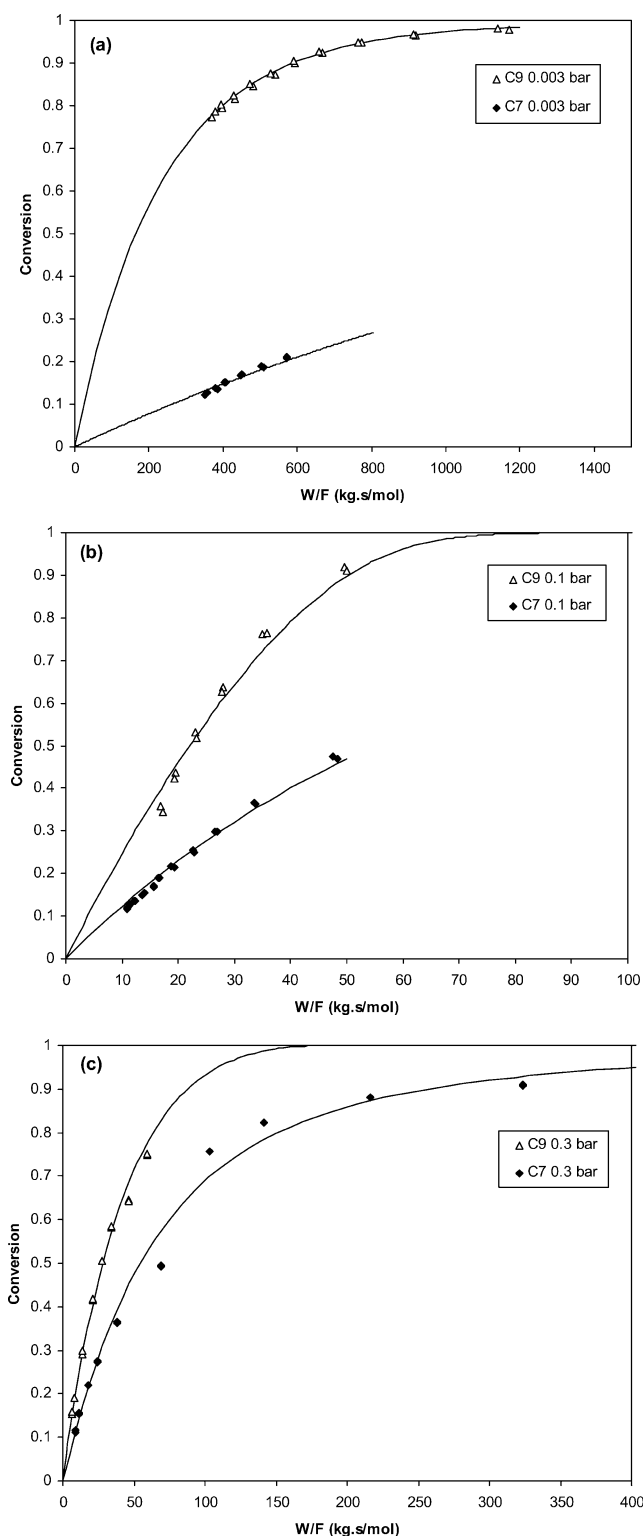 (a)
1
0.9
0.8
0.7
0.6
0.5
0.4
0.3
0.2
0.1
0
Conversion
C9 0.003 bar
C7 0.003 bar
0 200 400 600 800 1000 1200 1400
W/F (kg.s/mol)
(b)
1
0.9
0.8
0.7
0.6
0.5
0.4
0.3
0.2
0.1
0
Conversion
C9 0.1 bar
C7 0.1 bar
0 10 20 30 40 50 60 70 80 90 100
W/F (kg.s/mol)
(c)
1
0.9
0.8
0.7
0.6
0.5
0.4
0.3
0.2
0.1
0
Conversion
C9 0.3 bar
C7 0.3 bar
0 50 100 150 200 250 300 350 400
W/F (kg.s/mol)